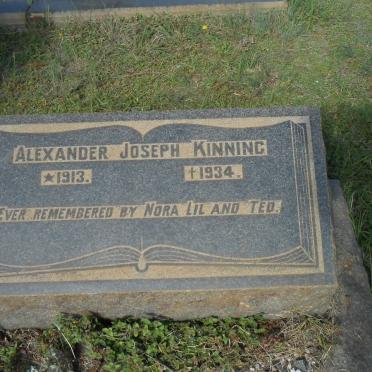 ALEXANDER JOSEPH KINNING
★1913. †1934.
EVER REMEMBERED BY NORA LIL AND TED.